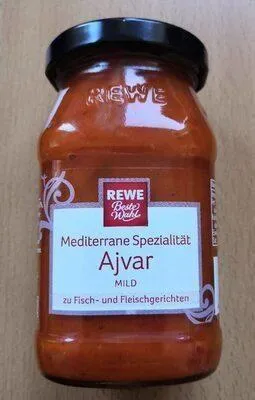 REWE
REWE
Beste
Wahl
Mediterrane Spezialität
Ajvar
MILD
zu Fisch- und Fleischgerichten